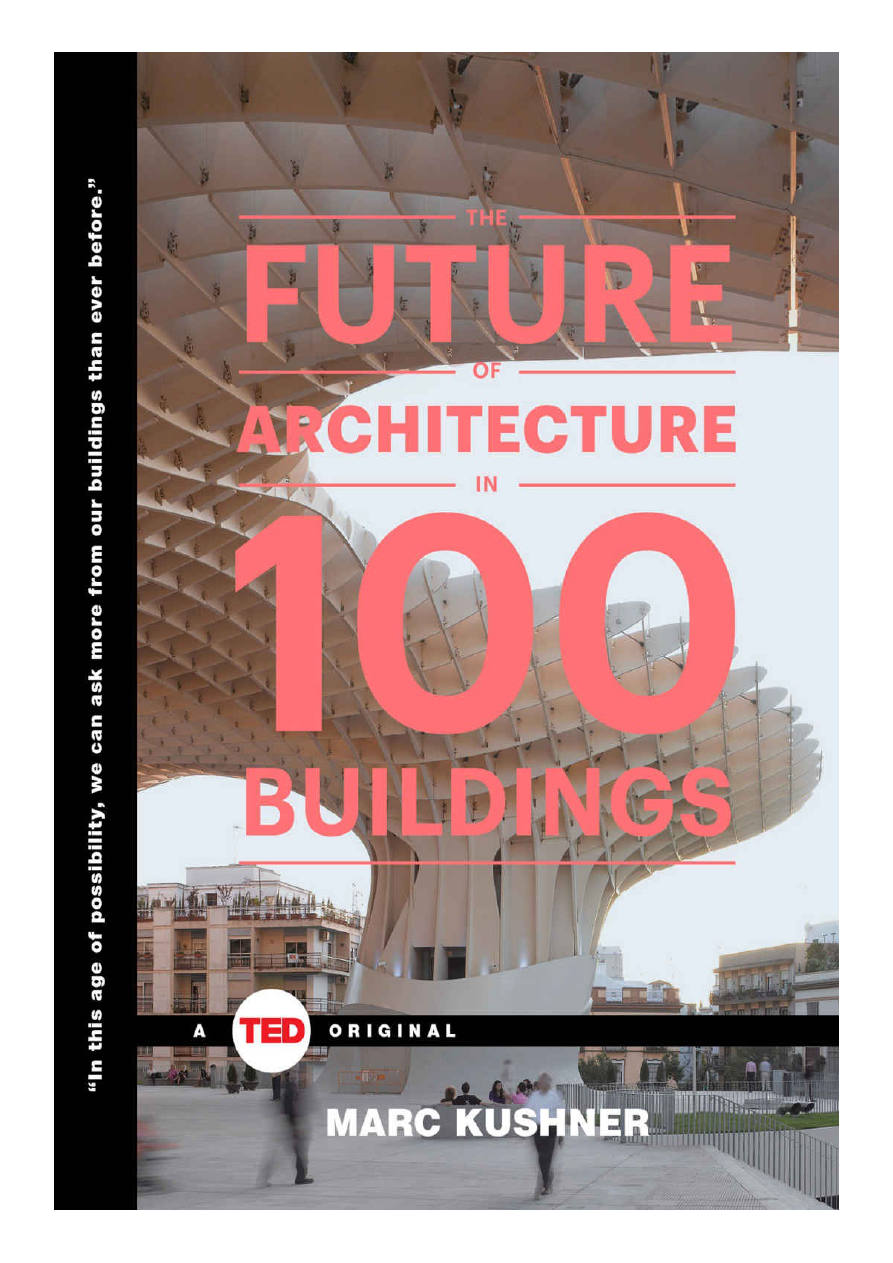 “In this age of possibility, we can ask more from our buildings than ever before.”
THE
FUTURE
OF
ARCHITECTURE
IN
100
BUILDINGS
A TED ORIGINAL
MARC KUSHNER